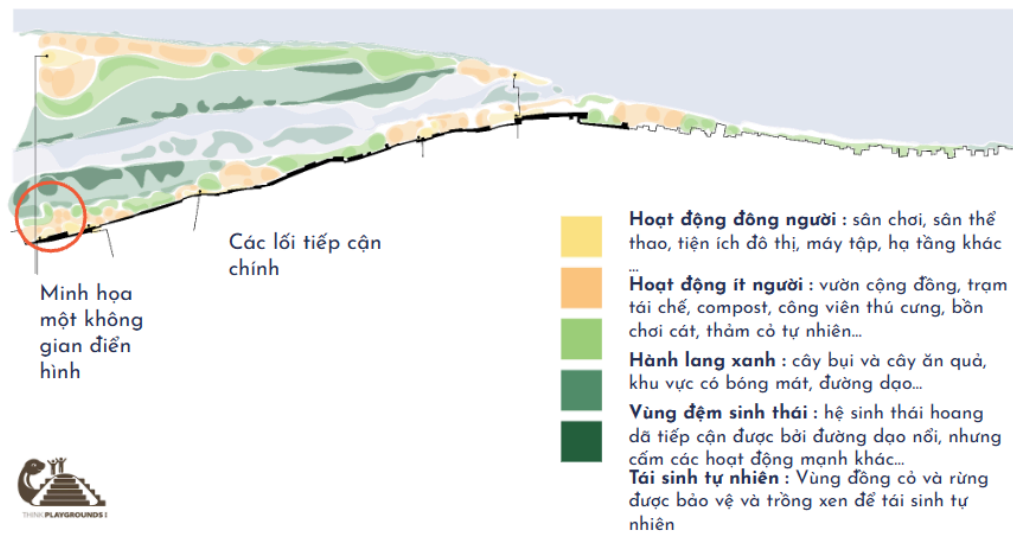 Các lối tiếp cận
chính
Minh họa
một không
gian điển
hình
Hoạt động đông người : sân chơi, sân thể
thao, tiện ích đô thị, máy tập, hạ tầng khác
...
Hoạt động ít người : vườn cộng đồng, trạm
tái chế, compost, công viên thú cưng, bồn
chơi cát, thảm cỏ tự nhiên...
Hành lang xanh : cây bụi và cây ăn quả,
khu vực có bóng mát, đường dạo...
Vùng đệm sinh thái : hệ sinh thái hoang
dã tiếp cận được bởi đường dạo nổi, nhưng
cấm các hoạt động mạnh khác...
Tái sinh tự nhiên : Vùng đồng cỏ và rừng
được bảo vệ và trồng xen để tái sinh tự
nhiên
THINKPLAYGROUNDS